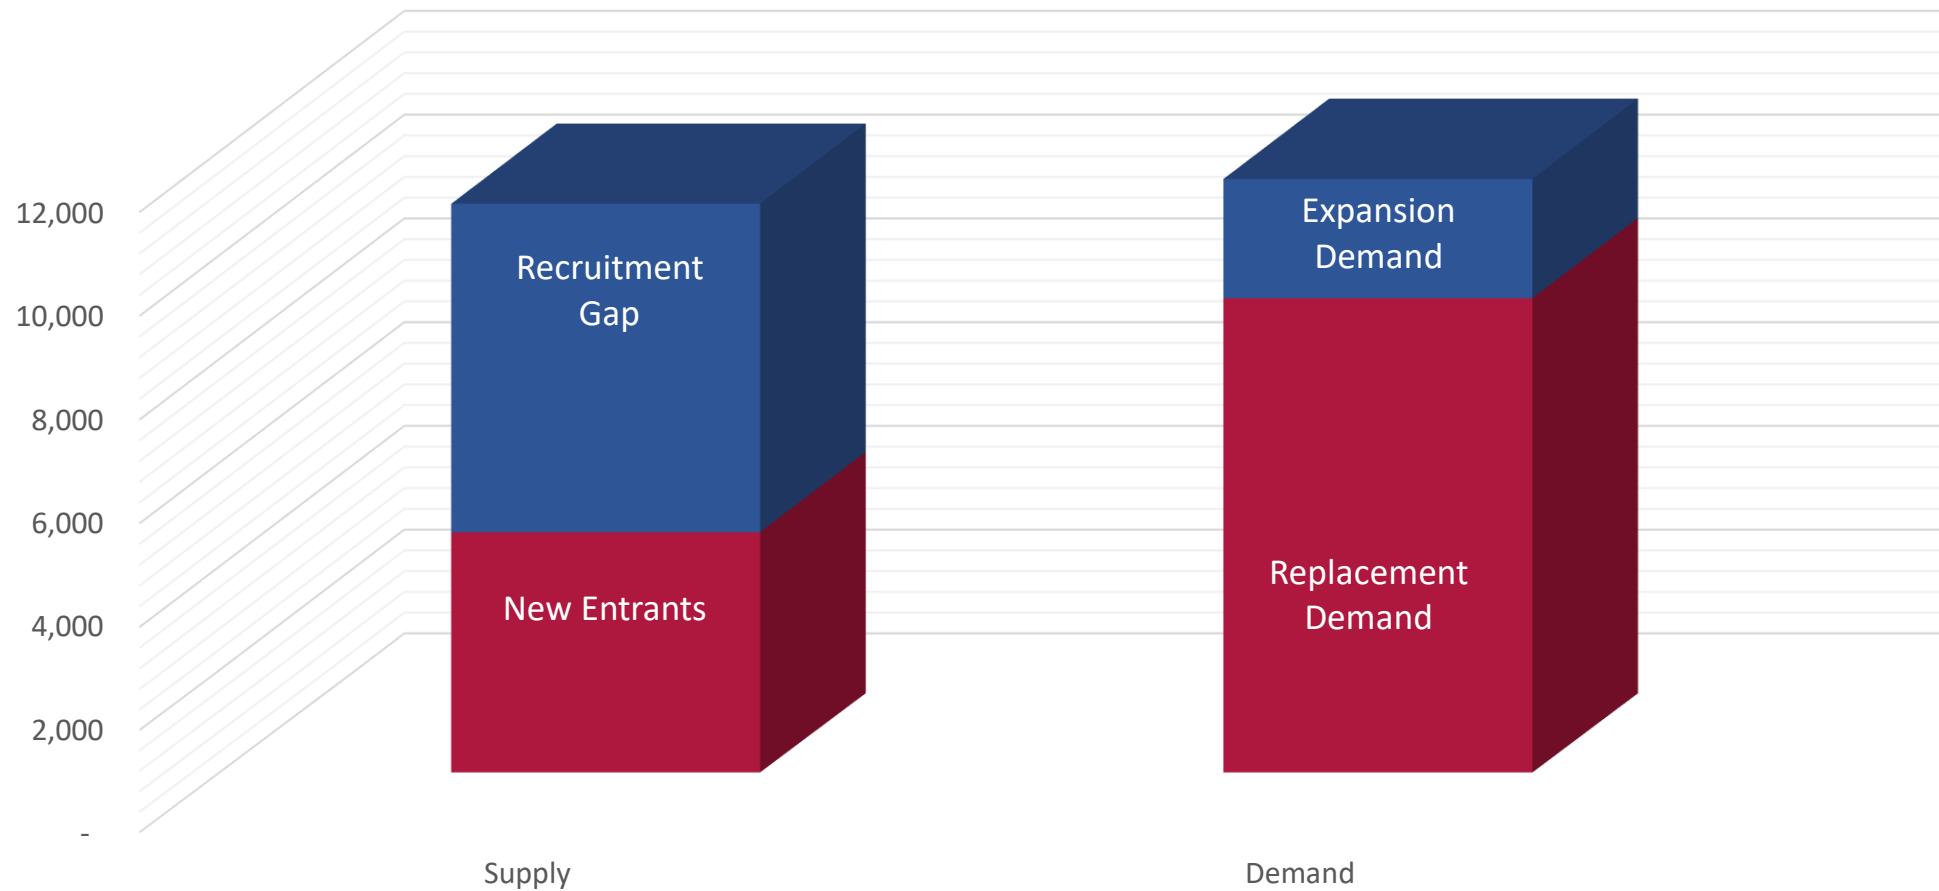 12,000
10,000
8,000
6,000
4,000
2,000
-
Recruitment
Gap
New Entrants
Expansion
Demand
Replacement
Demand
Supply
Demand